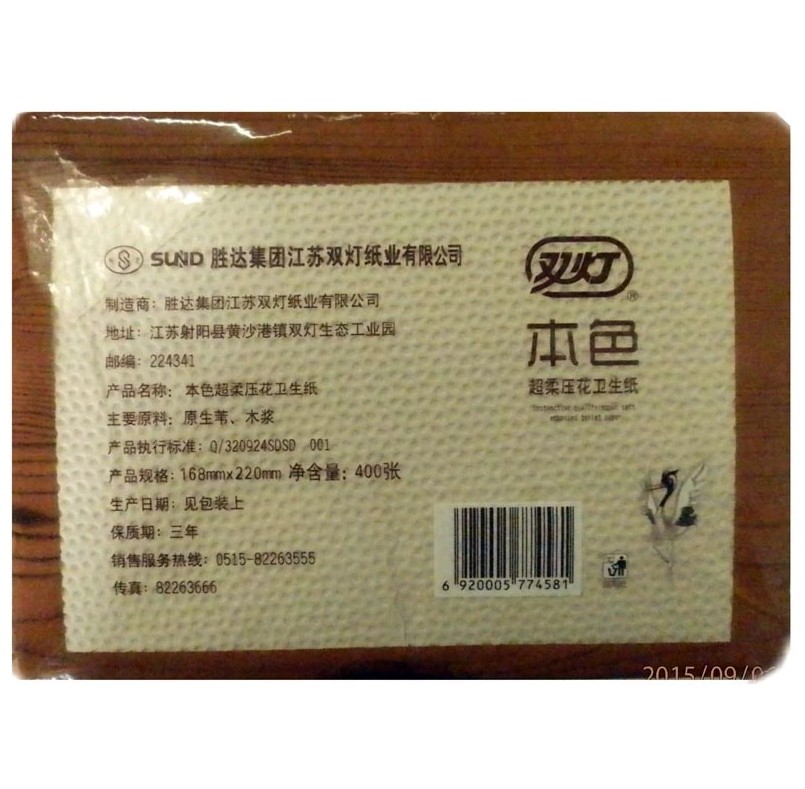 SUND 胜达集团江苏双灯纸业有限公司
制造商：胜达集团江苏双灯纸业有限公司
地址：江苏射阳县黄沙港镇双灯生态工业园
邮编：224341
产品名称：本色超柔压花卫生纸
主要原料：原生苇、木浆
产品执行标准：Q/320924SDSD 001
产品规格：168mmx220mm 净含量：400张
生产日期：见包装上
保质期：三年
销售服务热线：0515-82263555
传真：82263666
双灯®
本色
超柔压花卫生纸
6 920005 774581
2015/09/0